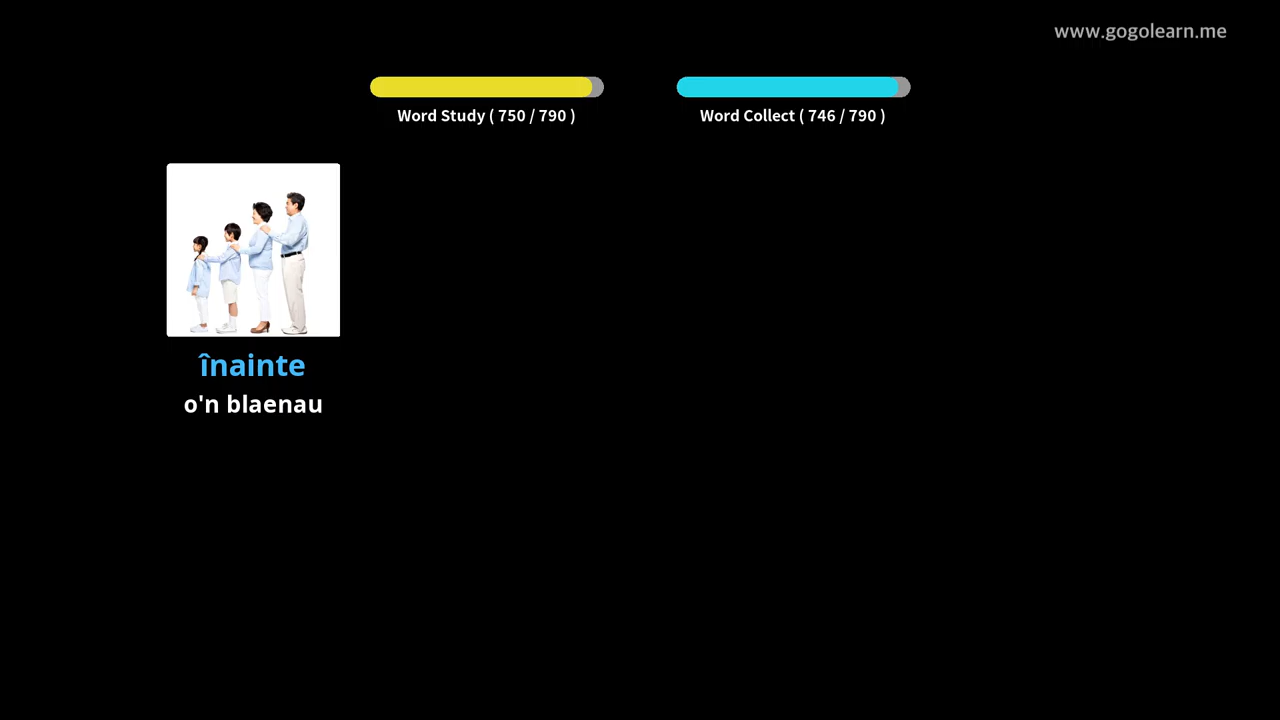 www.gogolearn.me
Word Study ( 750 / 790 )
Word Collect ( 746 / 790 )
înainte
o'n blaenau